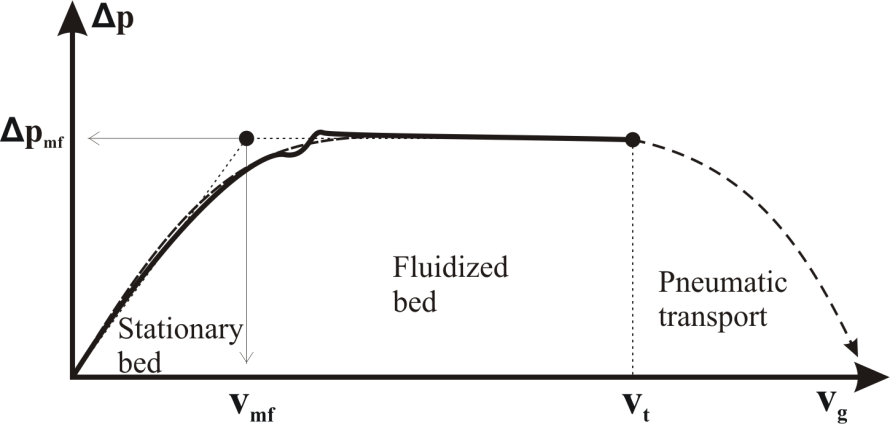 Δp
Δp_mf
Fluidized
bed
Pneumatic
transport
Stationary
bed
v_mf
v_t
v_g